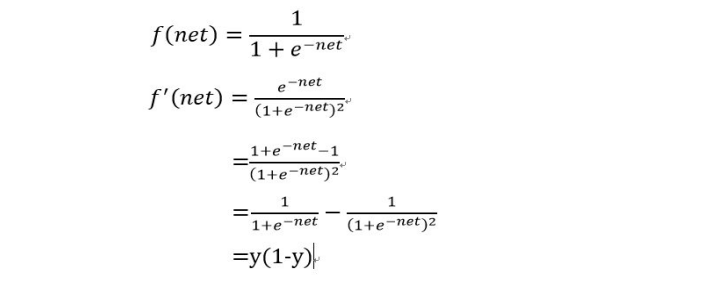 f(net) = 1 / (1 + e^{-net})
f'(net) = e^{-net} / (1+e^{-net})^2
= (1+e^{-net}-1) / (1+e^{-net})^2
= 1 / (1+e^{-net}) - 1 / (1+e^{-net})^2
=y(1-y)